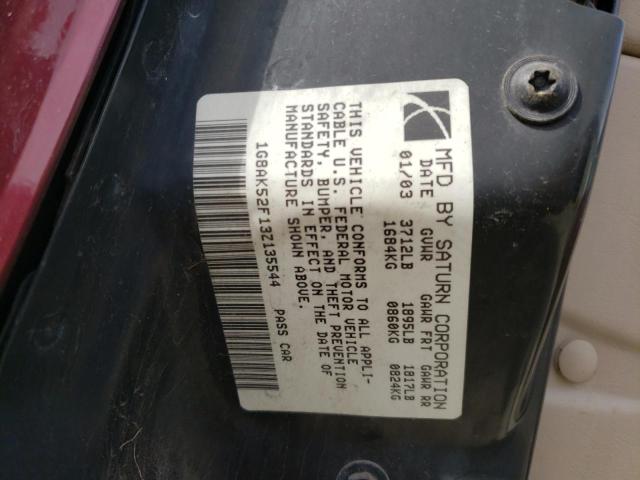 MFD BY SATURN CORPORATION
DATE GVWR GAWR FRT GAWR RR
01/03 3712LB 1895LB 1817LB
1684KG 0860KG 0824KG
THIS VEHICLE CONFORMS TO ALL APPLI-
CABLE U.S. FEDERAL MOTOR VEHICLE
SAFETY, BUMPER, AND THEFT PREVENTION
STANDARDS IN EFFECT ON THE DATE OF
MANUFACTURE SHOWN ABOVE.
1G8AK52F13Z135544 PASS CAR